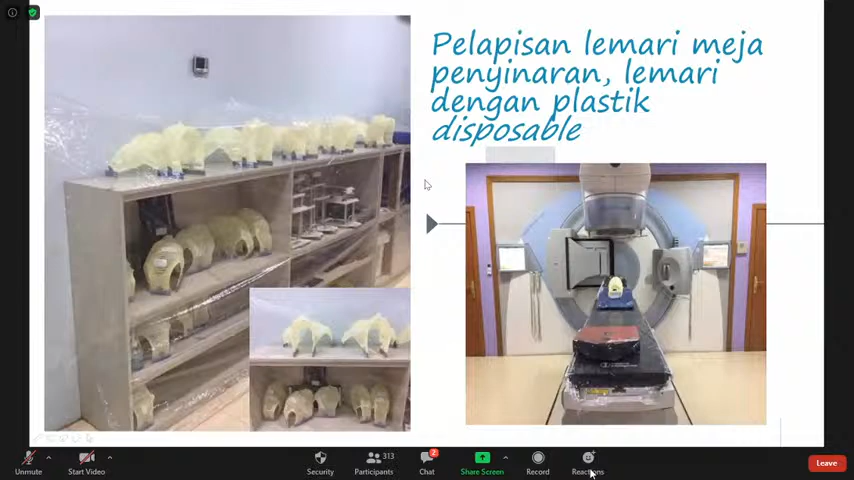 Pelapisan lemari meja
penyinaran, lemari
dengan plastik
disposable
Unmute
Start Video
Security
Participants
313
Chat
2
Share Screen
Record
Reactions
Leave